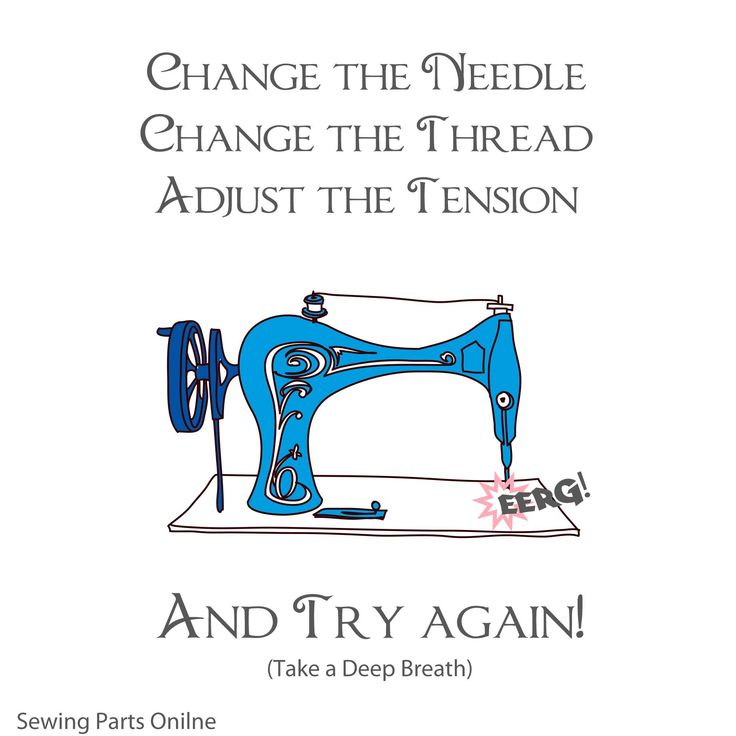 Change the Needle
Change the Thread
Adjust the Tension
EERG!
And Try again!
(Take a Deep Breath)
Sewing Parts Onilne